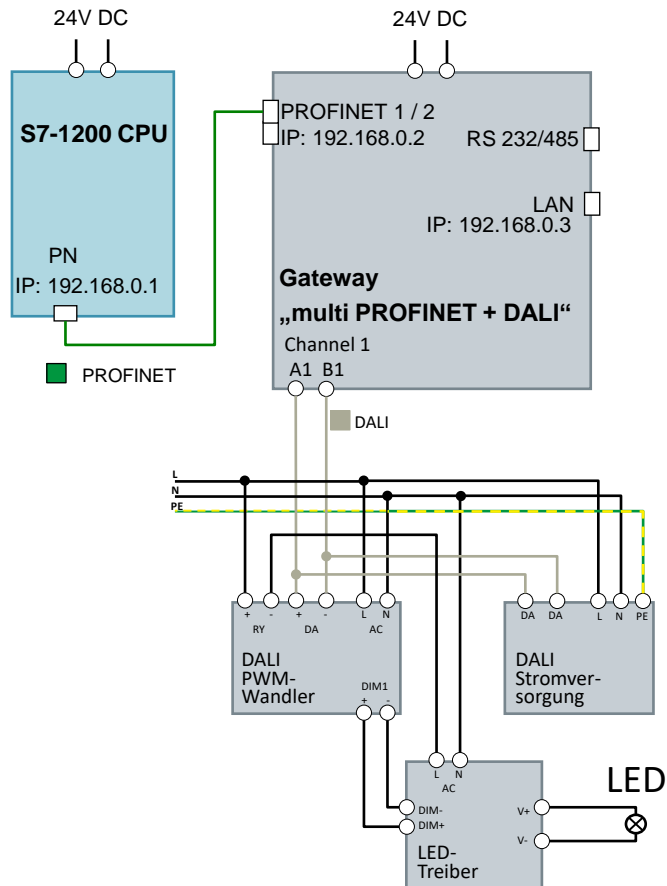 24V DC
24V DC
S7-1200 CPU
PROFINET 1 / 2
IP: 192.168.0.2
RS 232/485
LAN
IP: 192.168.0.3
PN
IP: 192.168.0.1
Gateway
„multi PROFINET + DALI“
Channel 1
A1 B1
PROFINET
DALI
L
N
PE
+ - + - L N
RY DA AC
DALI
PWM-
Wandler
DIM1
+ -
DA DA L N PE
DALI
Stromver-
sorgung
L N
AC
DIM-
DIM+
V+
V-
LED-
Treiber
LED